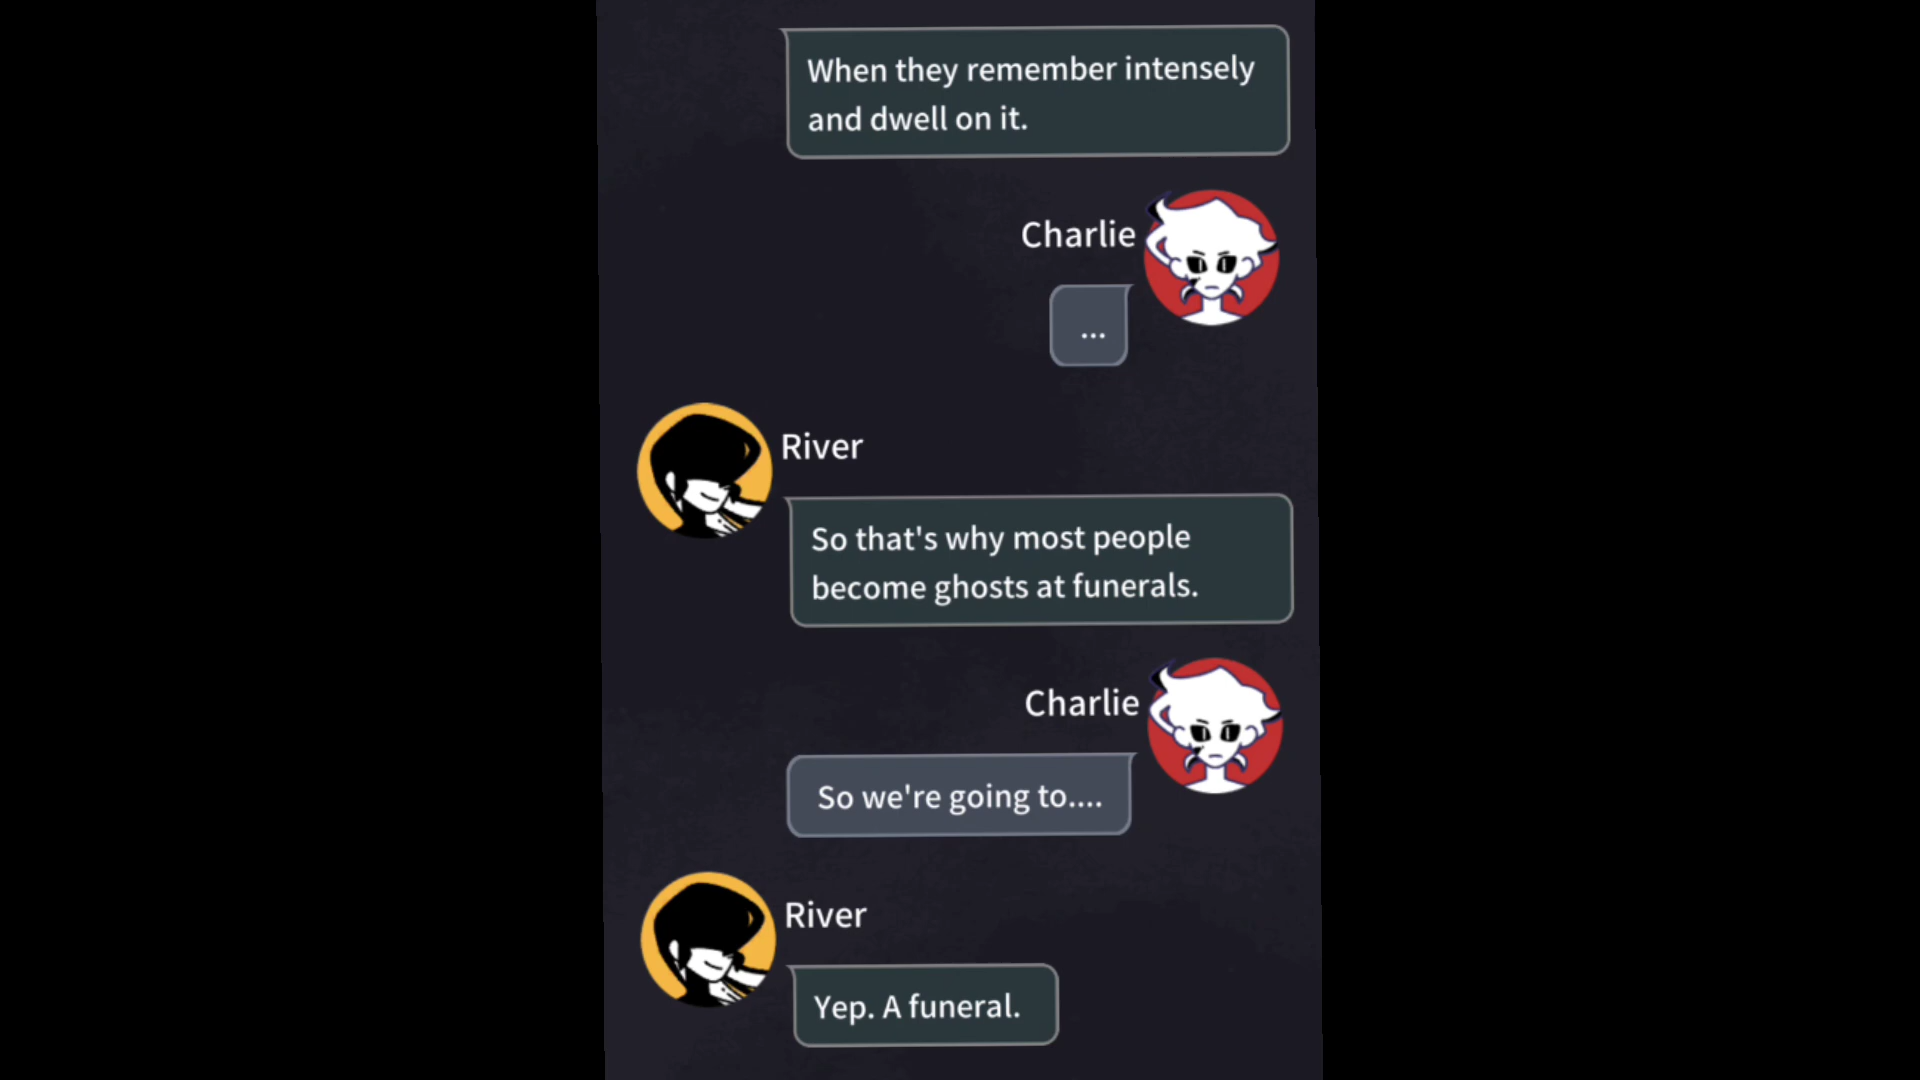 When they remember intensely
and dwell on it.
Charlie
...
River
So that's why most people
become ghosts at funerals.
Charlie
So we're going to....
River
Yep. A funeral.